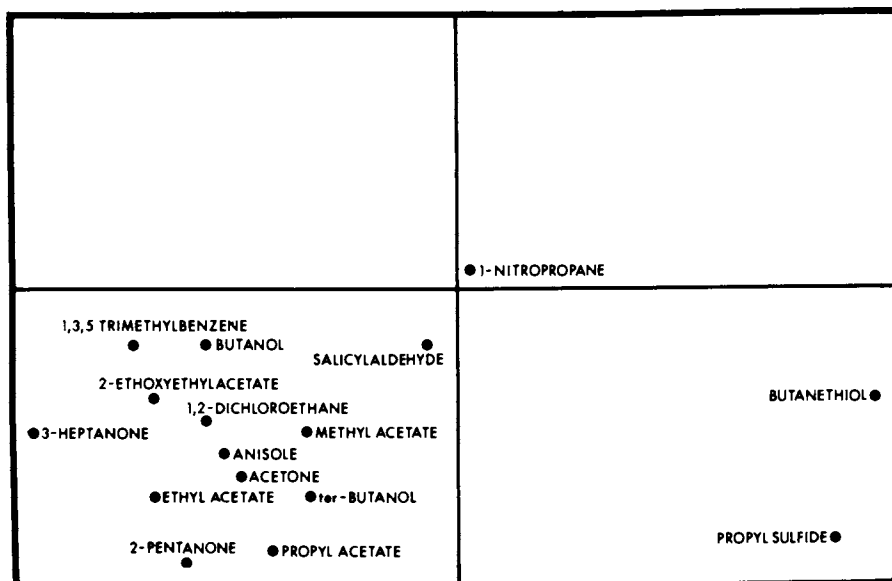 1-NITROPROPANE
1,3,5 TRIMETHYLBENZENE
BUTANOL
SALICYLALDEHYDE
2-ETHOXYETHYLACETATE
BUTANETHIOL
1,2-DICHLOROETHANE
3-HEPTANONE
METHYL ACETATE
ANISOLE
ACETONE
ETHYL ACETATE
ter-BUTANOL
PROPYL SULFIDE
2-PENTANONE
PROPYL ACETATE